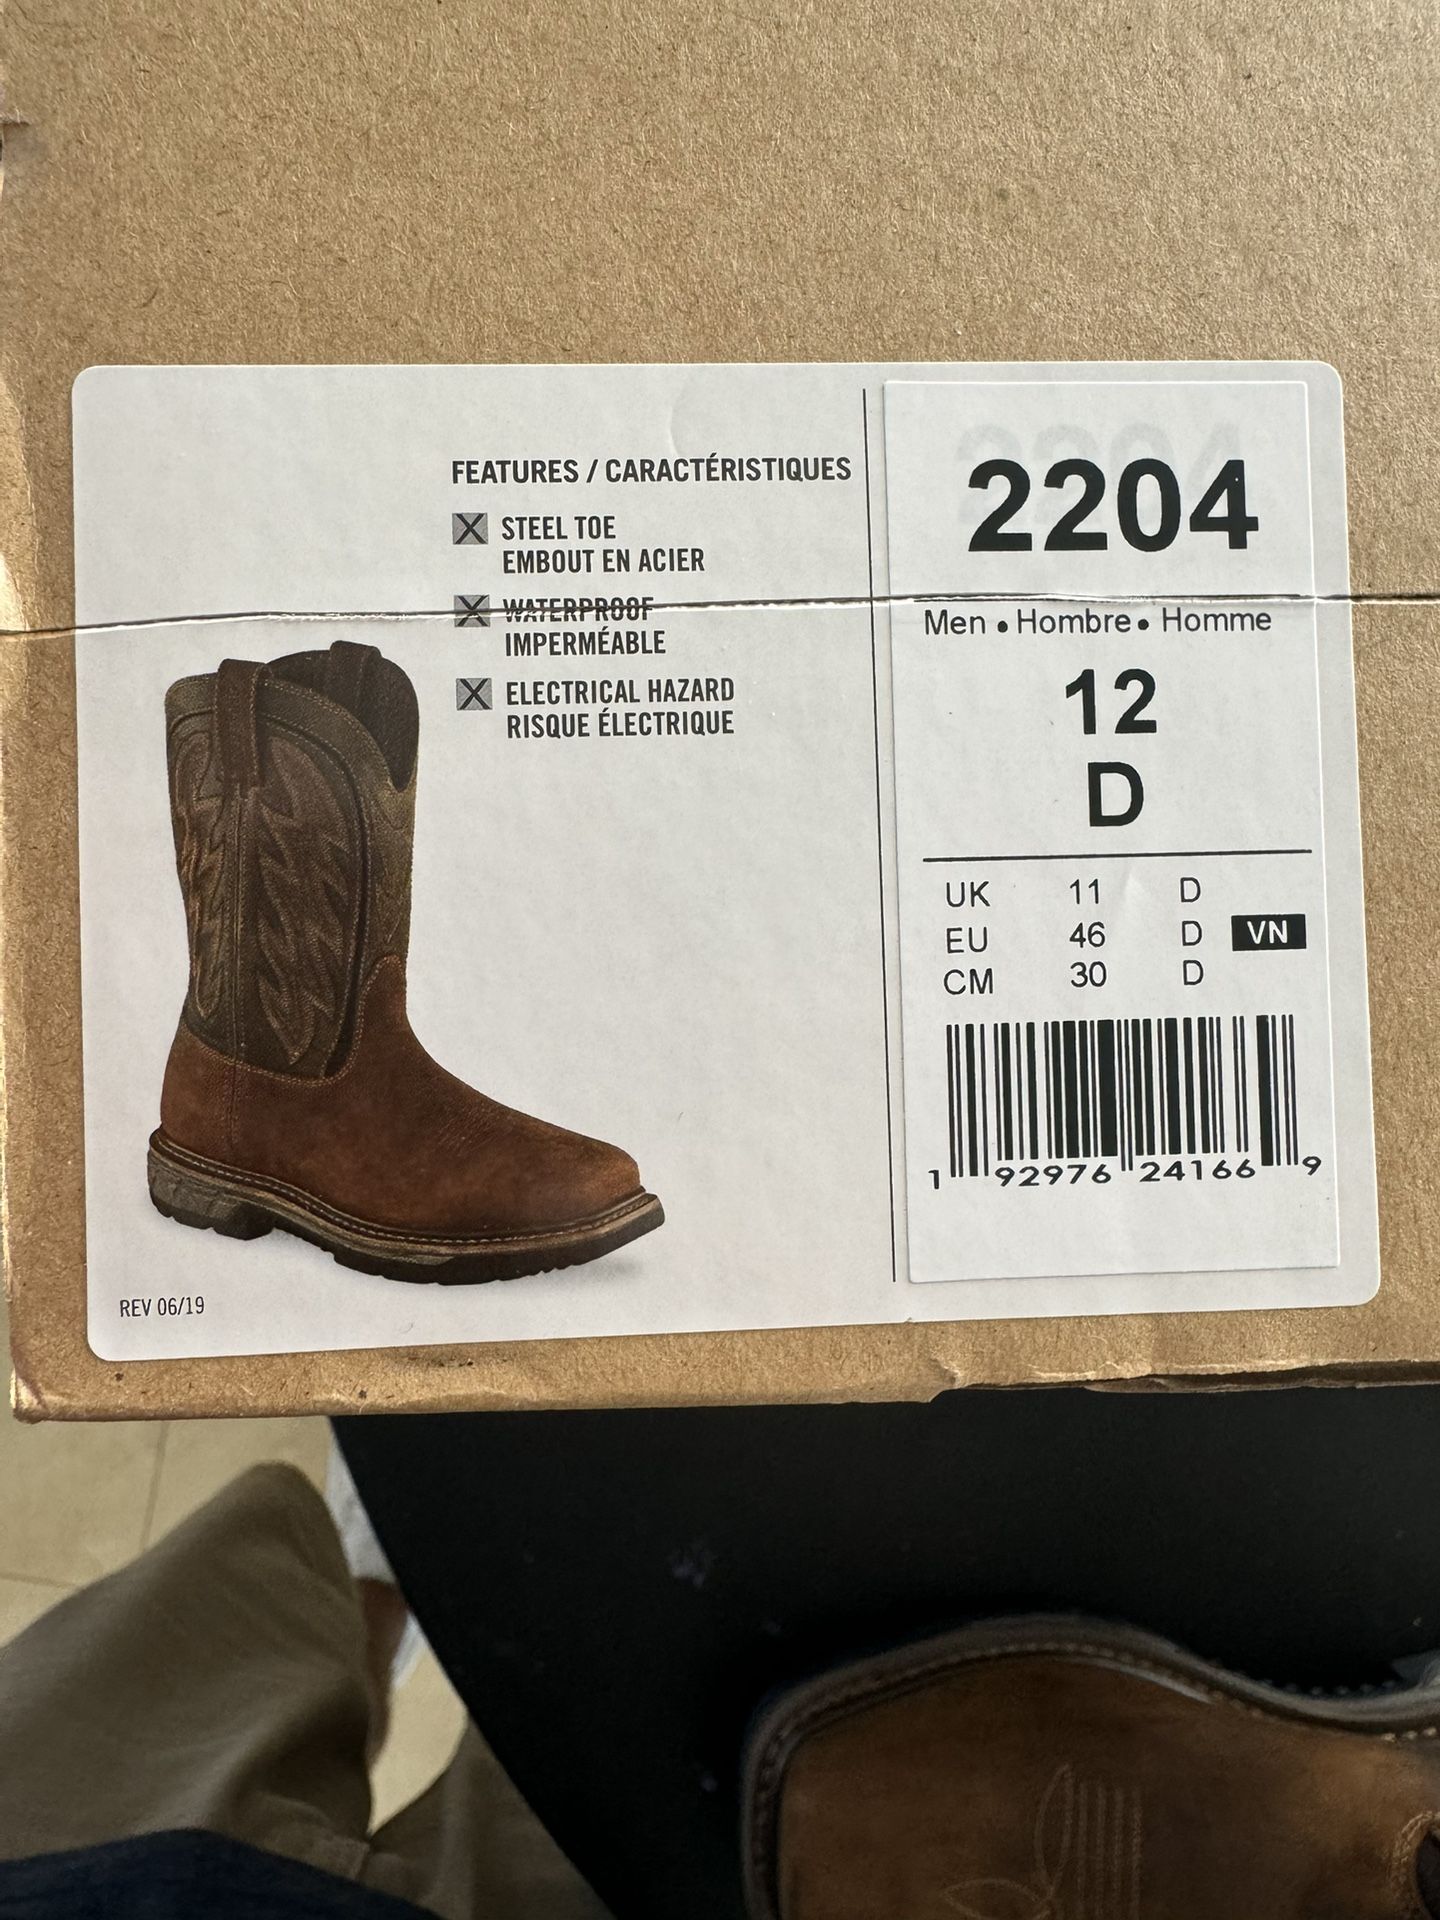 FEATURES / CARACTÉRISTIQUES
STEEL TOE
EMBOUT EN ACIER
WATERPROOF
IMPERMÉABLE
ELECTRICAL HAZARD
RISQUE ÉLECTRIQUE
REV 06/19
2204
Men • Hombre • Homme
12
D
UK 11 D
EU 46 D VN
CM 30 D
1 92976 24166 9